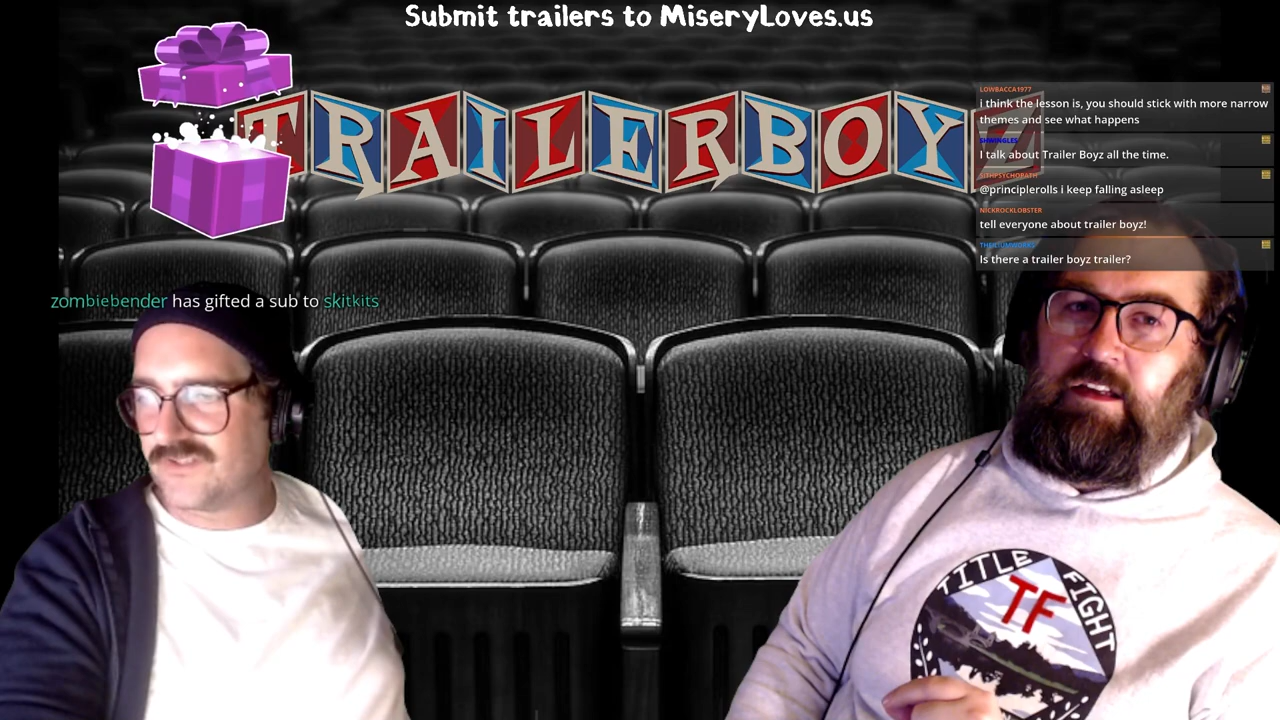 Submit trailers to MiseryLoves.us
TRAILERBOYZ
LOWBACCA1977
i think the lesson is, you should stick with more narrow
themes and see what happens
I talk about Trailer Boyz all the time.
SITHPSYCHOPATH
@principlerolls i keep falling asleep
NICKROCKLOBSTER
tell everyone about trailer boyz!
Is there a trailer boyz trailer?
zombiebender has gifted a sub to skitkits
TITLE FIGHT
TF